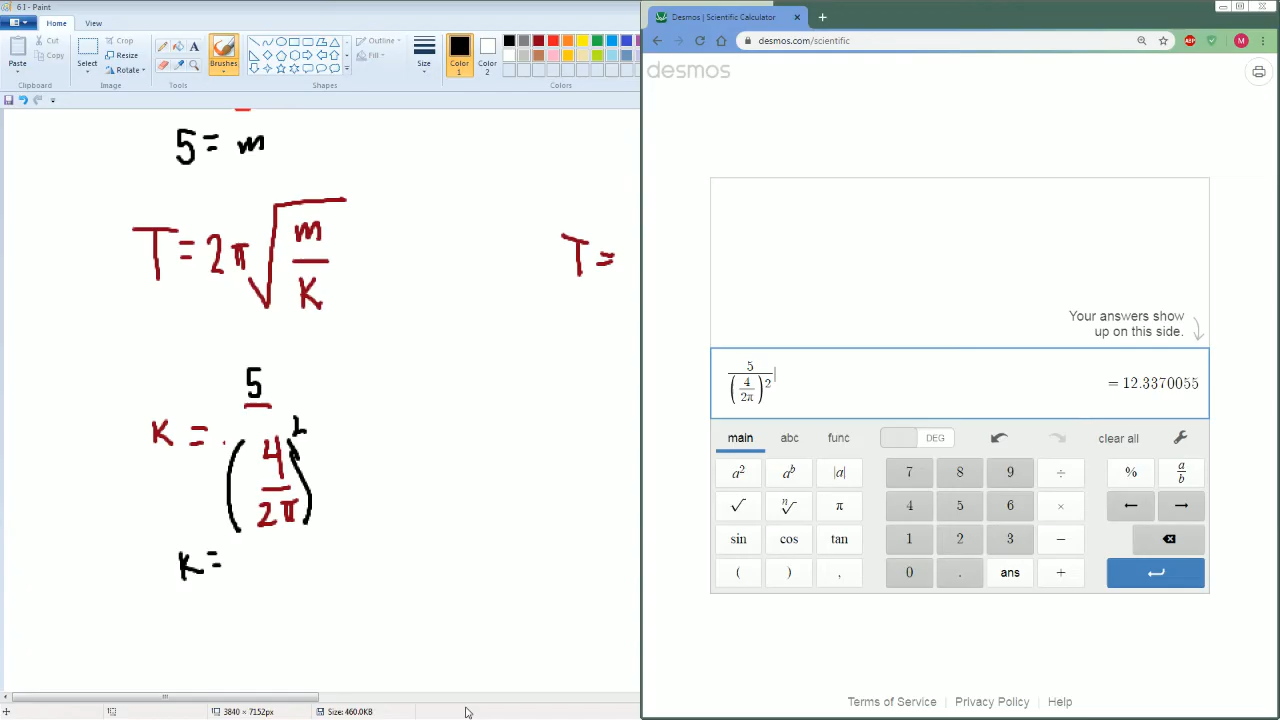 6 I - Paint
Home View
Paste
Cut
Copy
Clipboard
Select
Crop
Resize
Rotate
Image
A
Tools
Brushes
Outline
Fill
Shapes
Size
Color 1
Color 2
Colors
5 = m
T = 2π√(m/K)
T =
K = 5/(4/2π)²
K =
3840 × 7152px
Size: 460.0KB
Desmos | Scientific Calculator
desmos.com/scientific
ABP
M
desmos
Your answers show
up on this side.
5/(4/2π)²
= 12.3370055
main abc func DEG clear all
a² aᵇ |a| 7 8 9 ÷ % a/b
√ ⁿ√ π 4 5 6 × ← →
sin cos tan 1 2 3 −
( ) , 0 . ans +
Terms of Service | Privacy Policy | Help